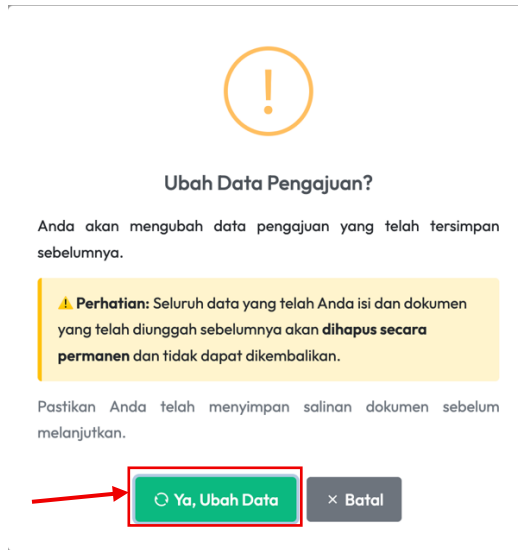 Ubah Data Pengajuan?
Anda akan mengubah data pengajuan yang telah tersimpan
sebelumnya.
⚠ Perhatian: Seluruh data yang telah Anda isi dan dokumen
yang telah diunggah sebelumnya akan dihapus secara
permanen dan tidak dapat dikembalikan.
Pastikan Anda telah menyimpan salinan dokumen sebelum
melanjutkan.
Ya, Ubah Data
× Batal